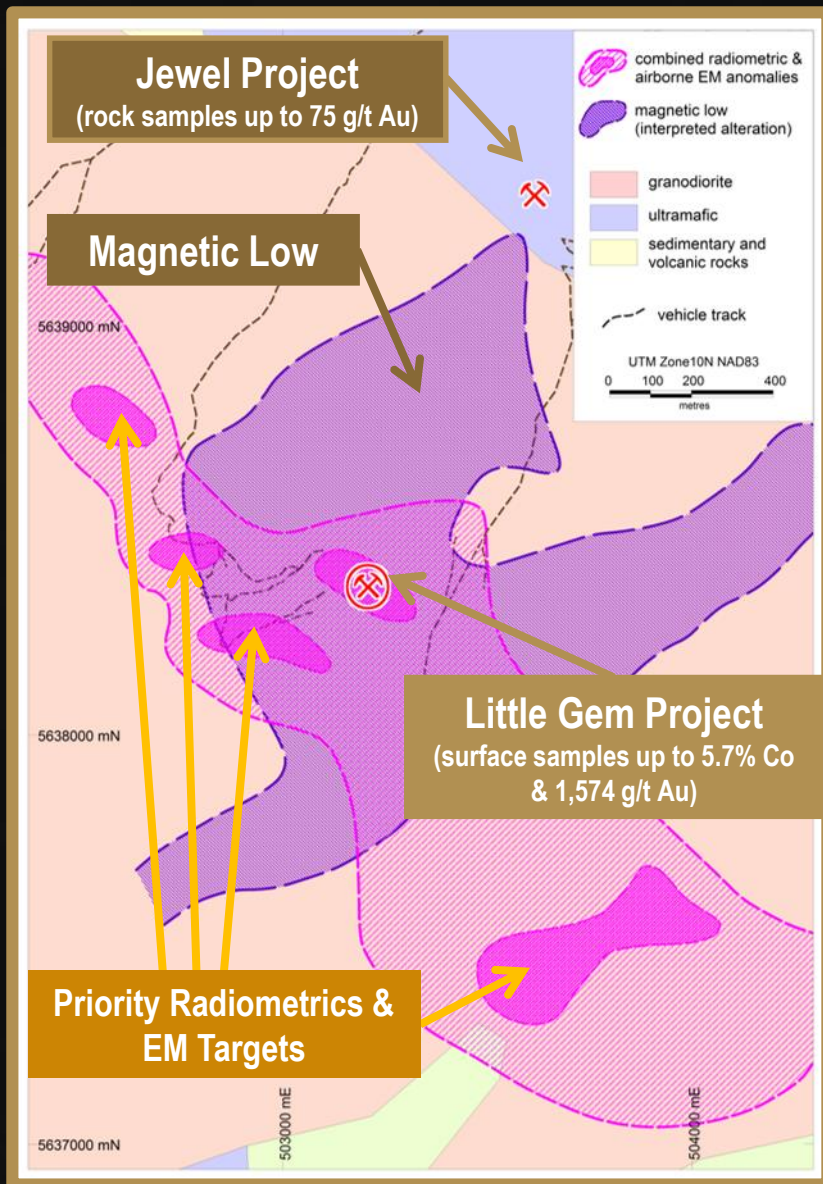 Jewel Project
(rock samples up to 75 g/t Au)
combined radiometric &
airborne EM anomalies
magnetic low
(interpreted alteration)
granodiorite
ultramafic
sedimentary and
volcanic rocks
vehicle track
UTM Zone10N NAD83
0 100 200 400
metres
Magnetic Low
5639000 mN
Little Gem Project
(surface samples up to 5.7% Co
& 1,574 g/t Au)
5638000 mN
Priority Radiometrics &
EM Targets
5637000 mN
503000 mE
504000 mE